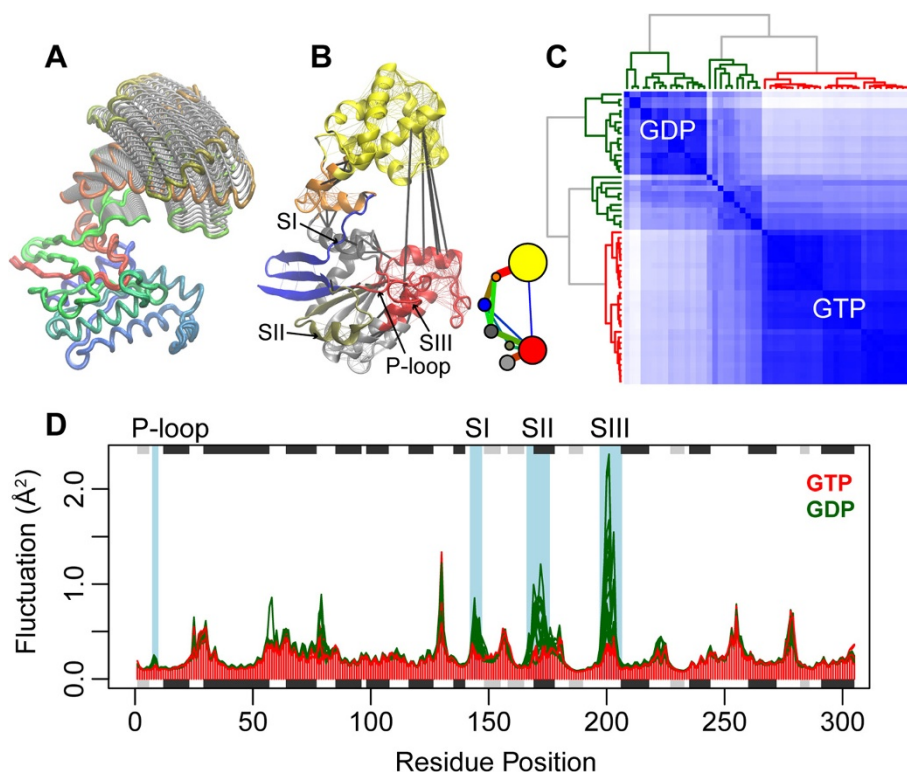 A
B
C
SI
SII
SIII
P-loop
GDP
GTP
D
P-loop SI SII SIII
GTP
GDP
Fluctuation (Å²)
2.0
1.0
0.0
0 50 100 150 200 250 300
Residue Position